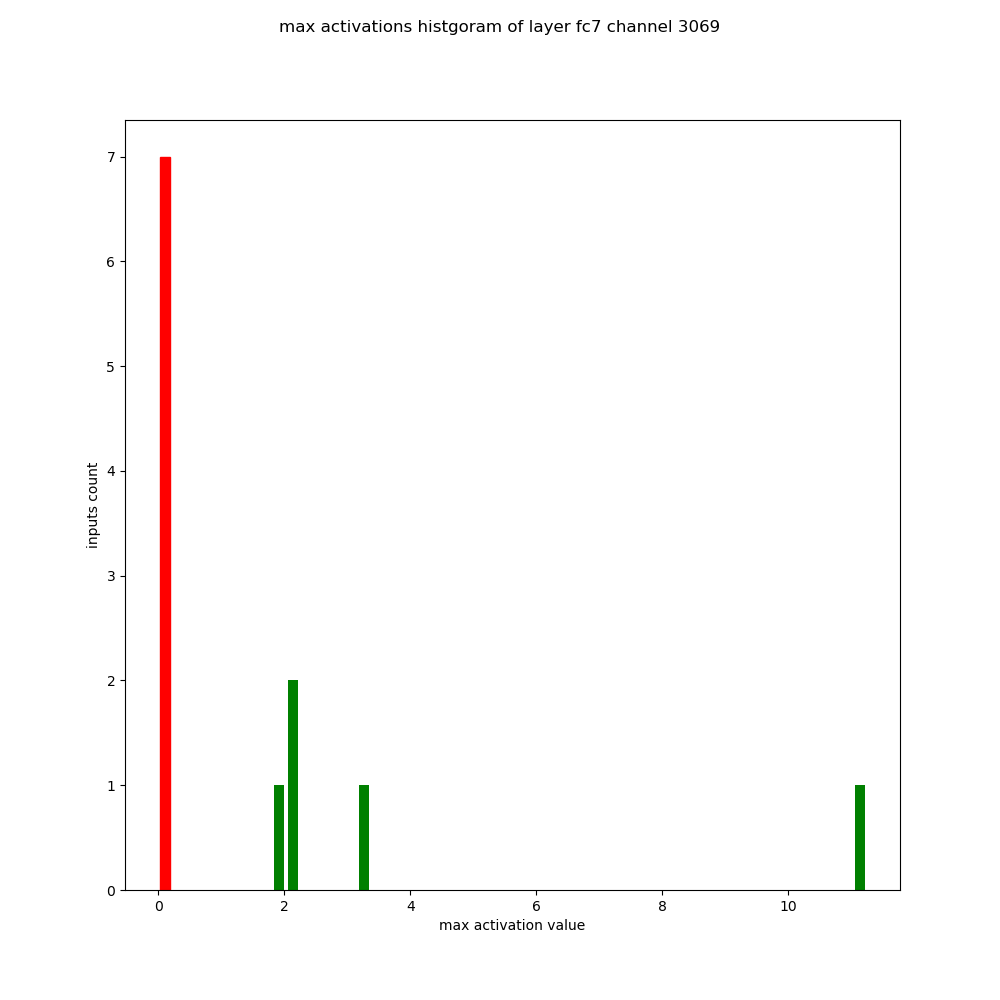 max activations histgoram of layer fc7 channel 3069
7
6
5
4
3
2
1
0
inputs count
0 2 4 6 8 10
max activation value